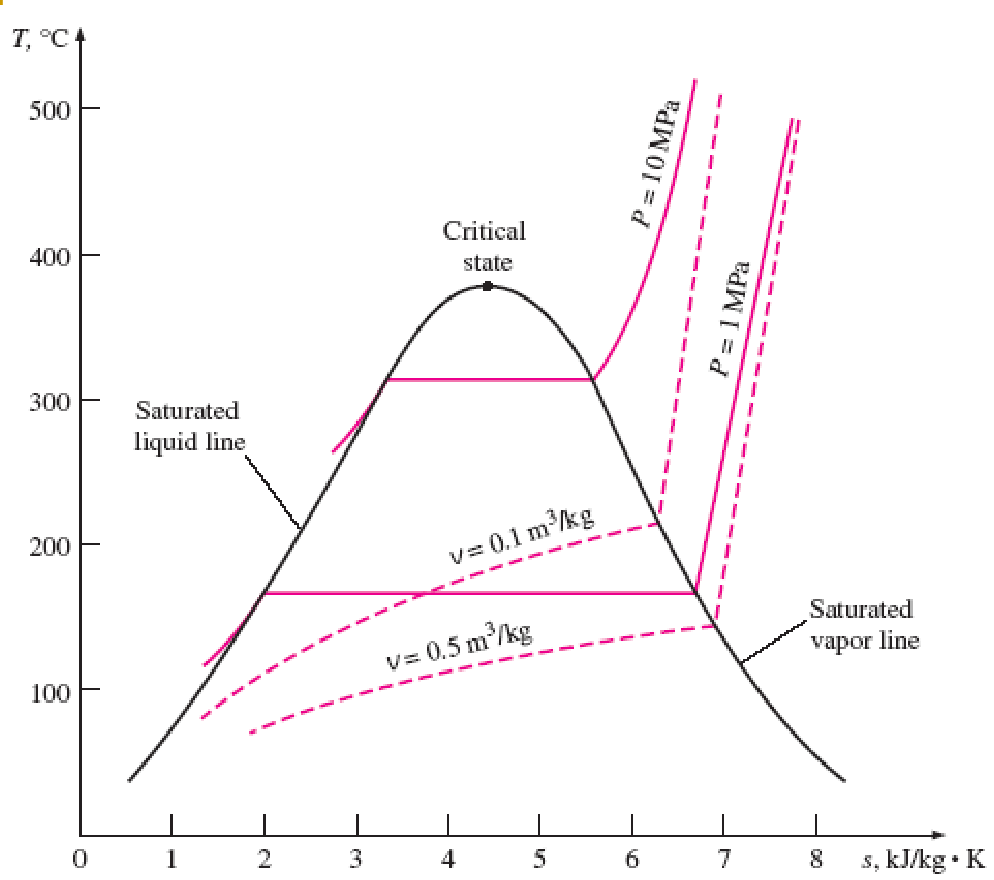 T, °C
500
400
300
200
100
0
1
2
3
4
5
6
7
8
s, kJ/kg • K
Critical
state
Saturated
liquid line
P = 10 MPa
P = 1 MPa
v = 0.1 m³/kg
v = 0.5 m³/kg
Saturated
vapor line